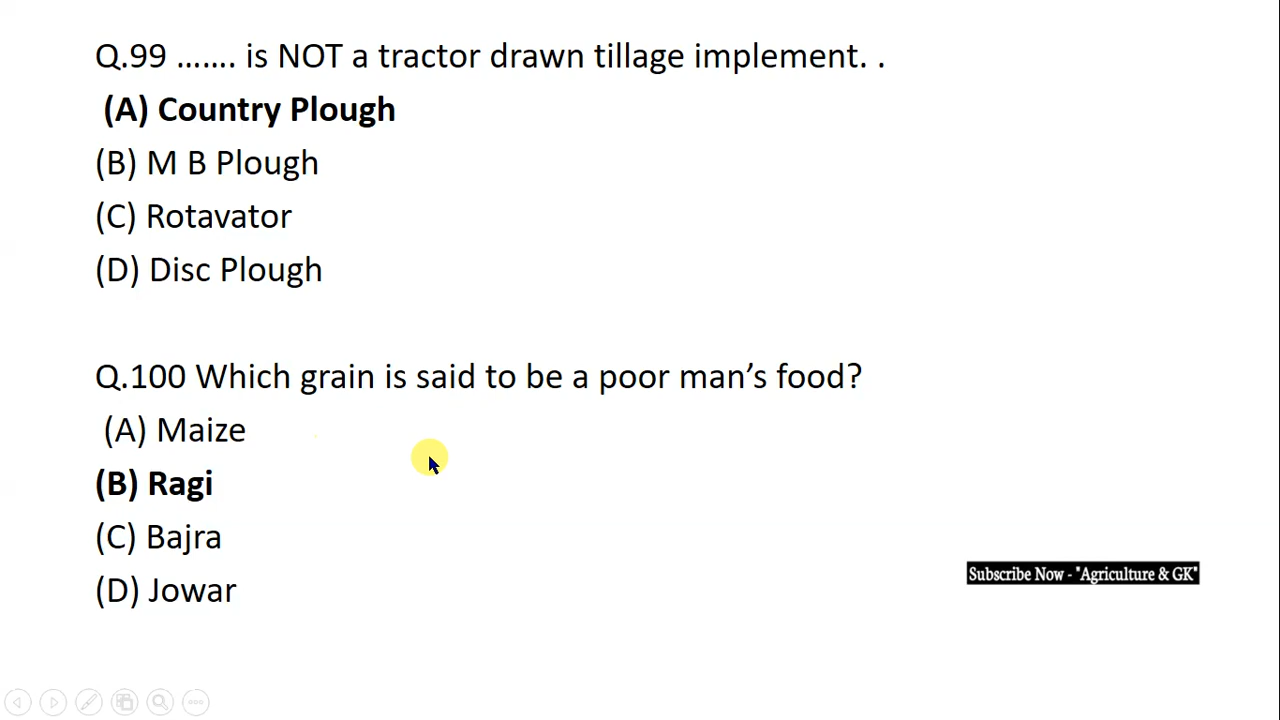 Q.99 ....... is NOT a tractor drawn tillage implement. .
(A) Country Plough
(B) M B Plough
(C) Rotavator
(D) Disc Plough
Q.100 Which grain is said to be a poor man’s food?
(A) Maize
(B) Ragi
(C) Bajra
(D) Jowar
Subscribe Now - "Agriculture & GK"